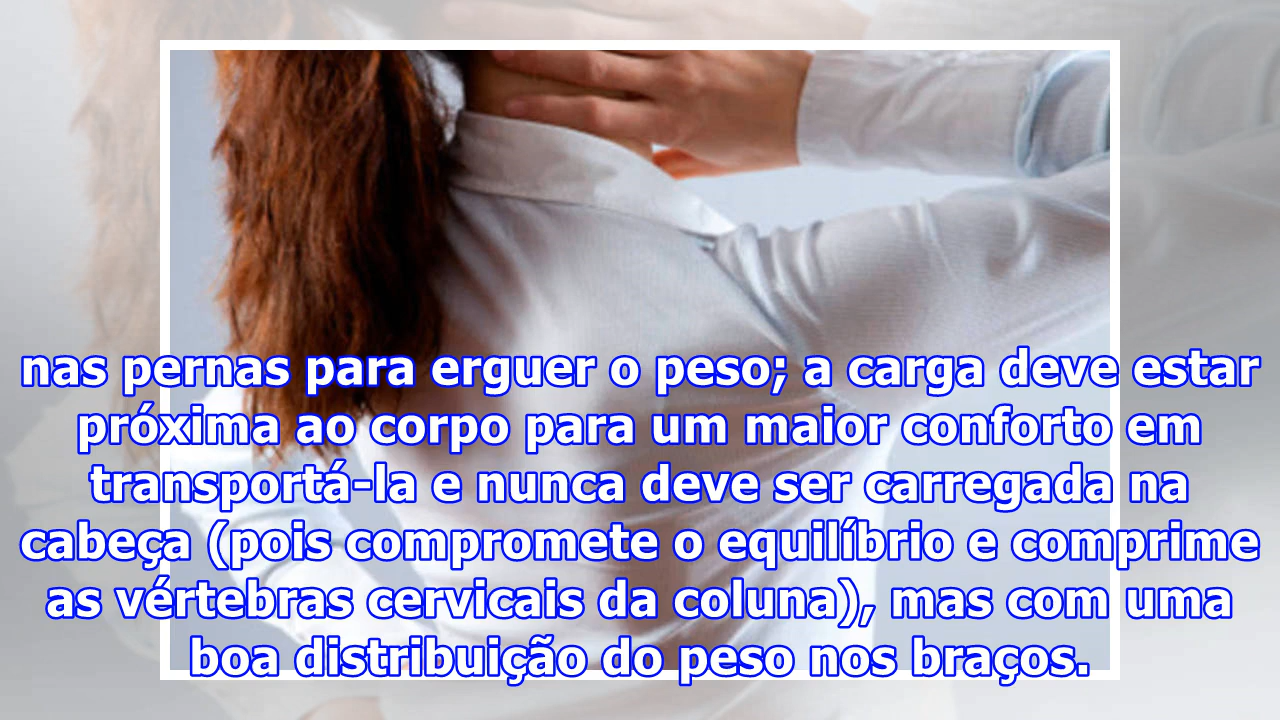 nas pernas para erguer o peso; a carga deve estar
próxima ao corpo para um maior conforto em
transportá-la e nunca deve ser carregada na
cabeça (pois compromete o equilíbrio e comprime
as vértebras cervicais da coluna), mas com uma
boa distribuição do peso nos braços.